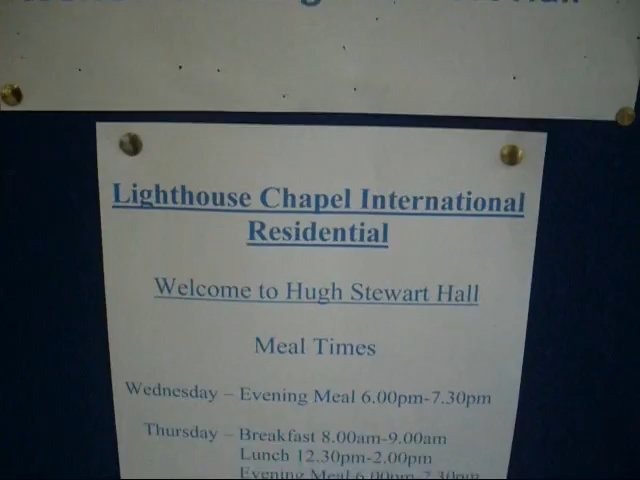 Lighthouse Chapel International
Residential
Welcome to Hugh Stewart Hall
Meal Times
Wednesday – Evening Meal 6.00pm-7.30pm
Thursday – Breakfast 8.00am-9.00am
Lunch 12.30pm-2.00pm
Evening Meal 6.00pm-7.30pm